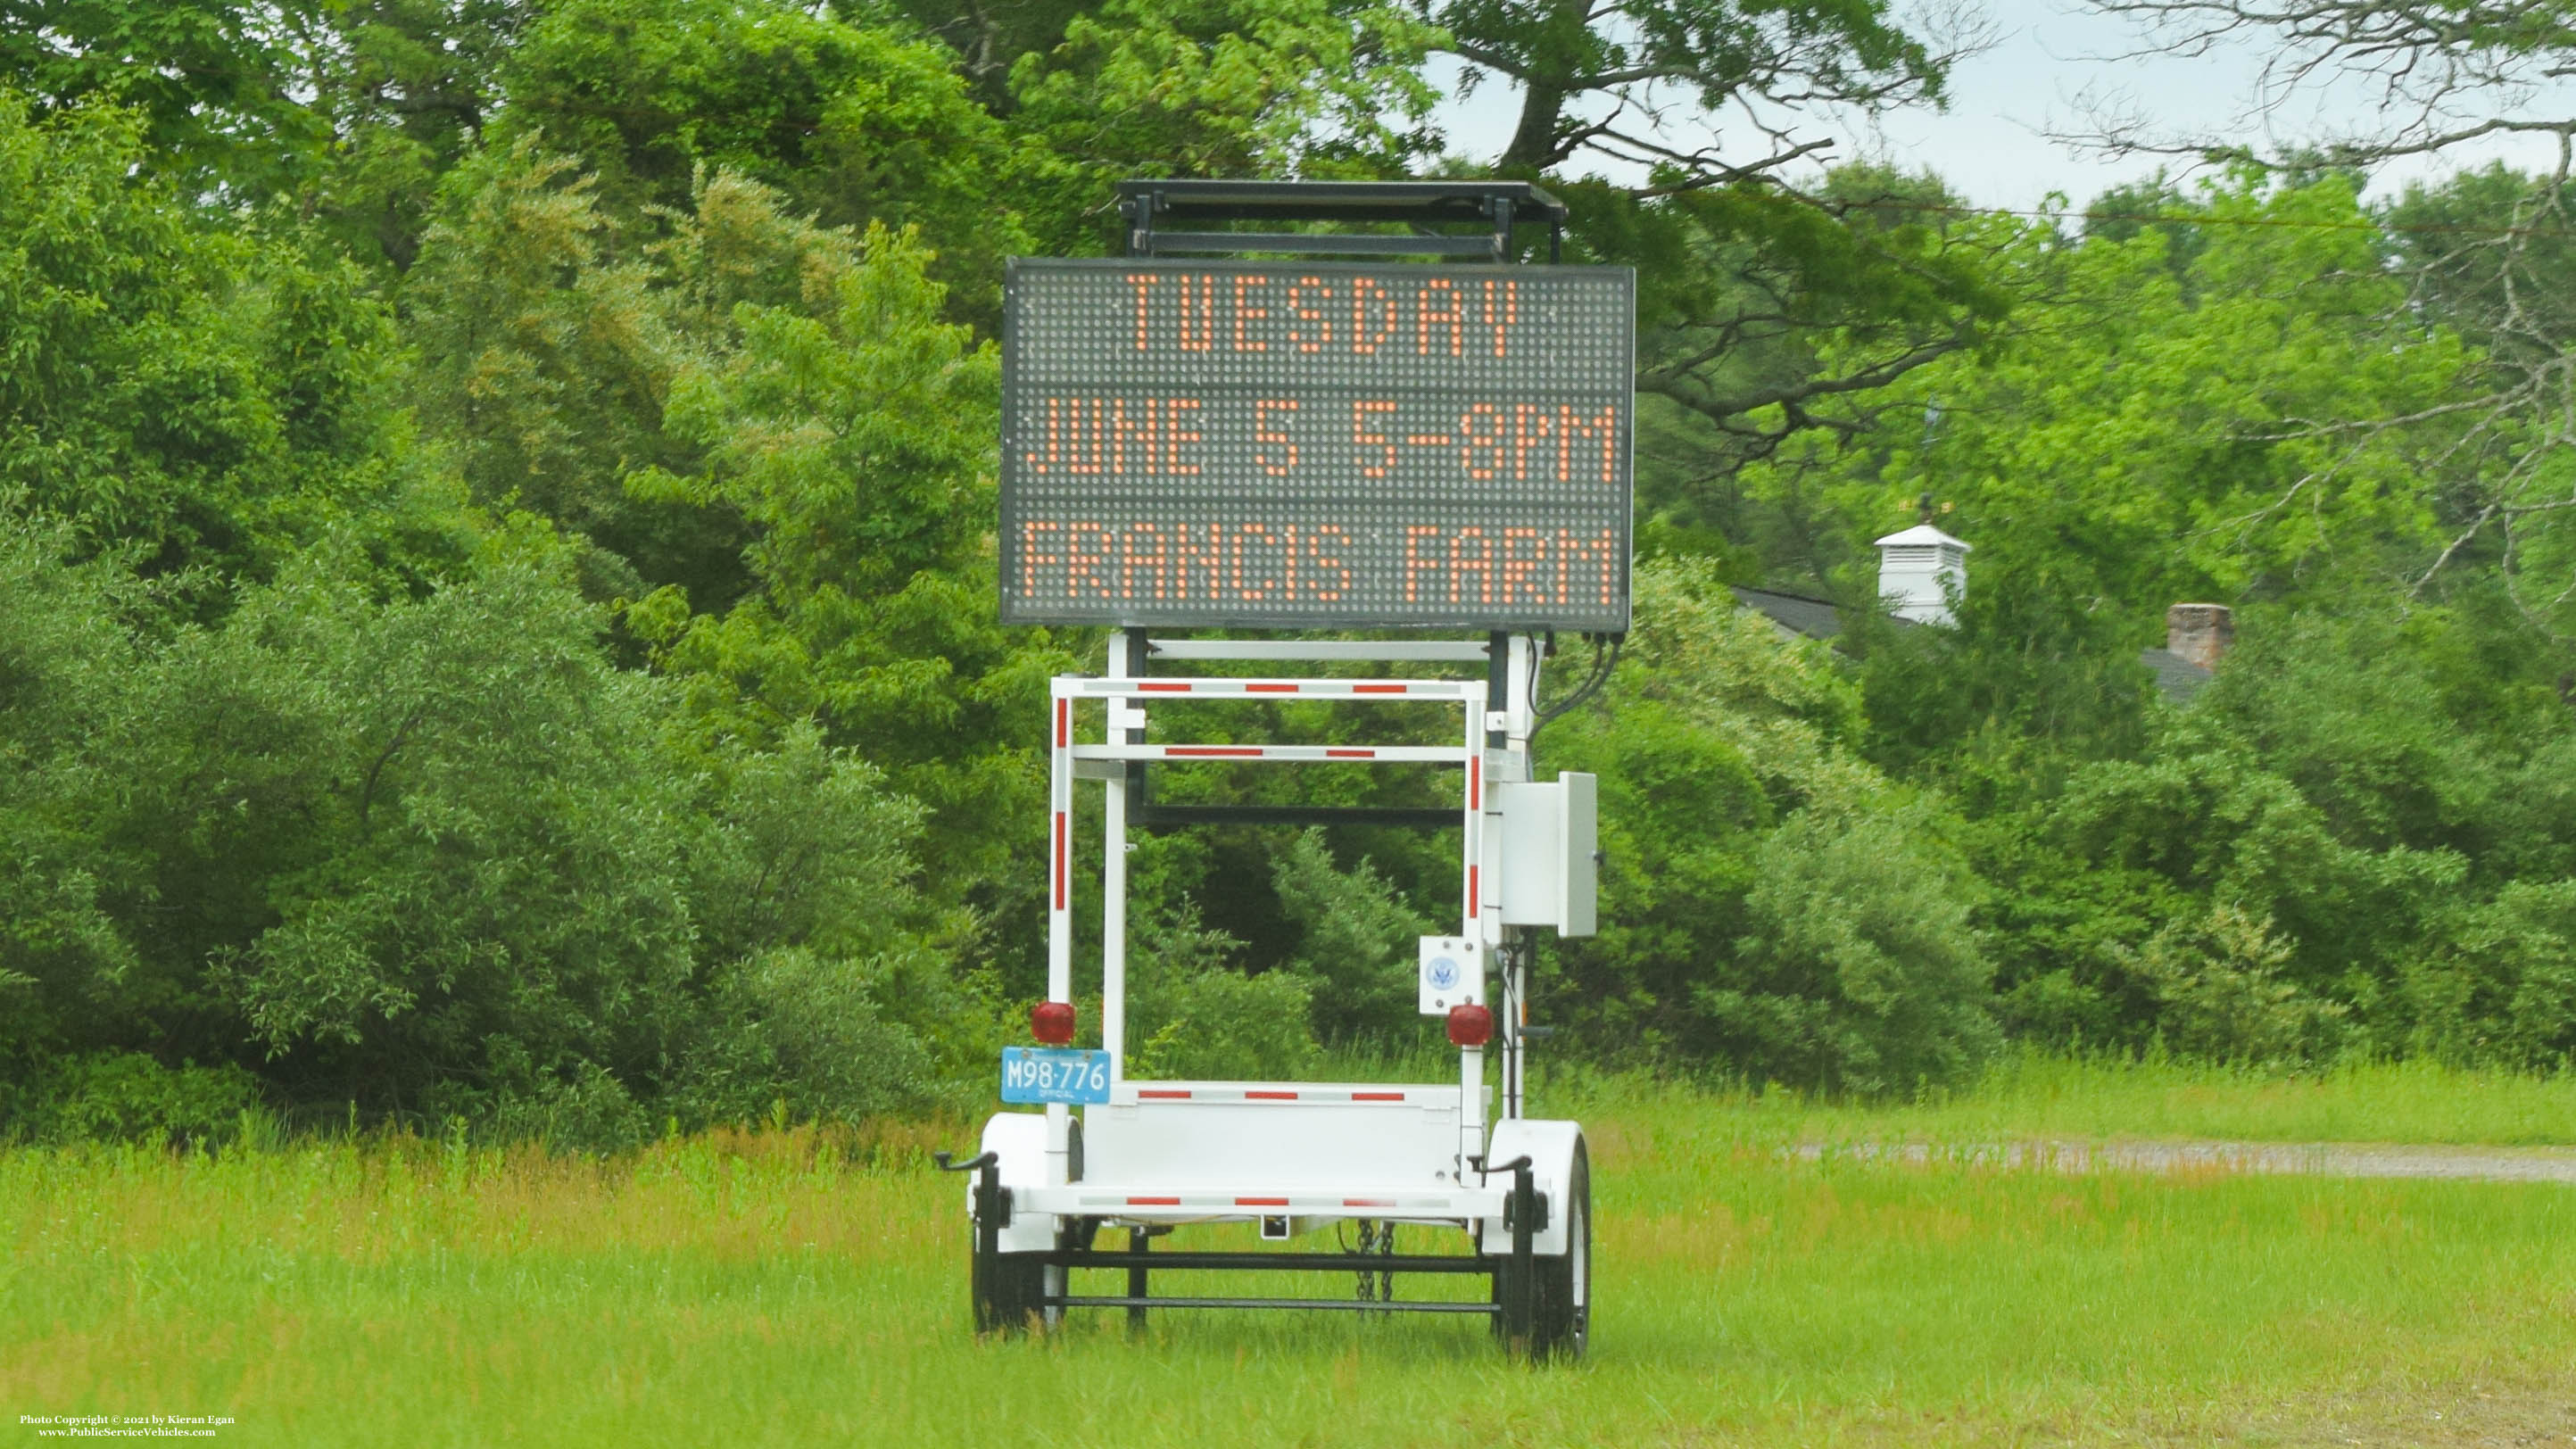 TUESDAY
JUNE 5 5-8PM
FRANCIS FARM
M98·776
OFFICIAL
Photo Copyright © 2021 by Kieran Egan
www.PublicServiceVehicles.com